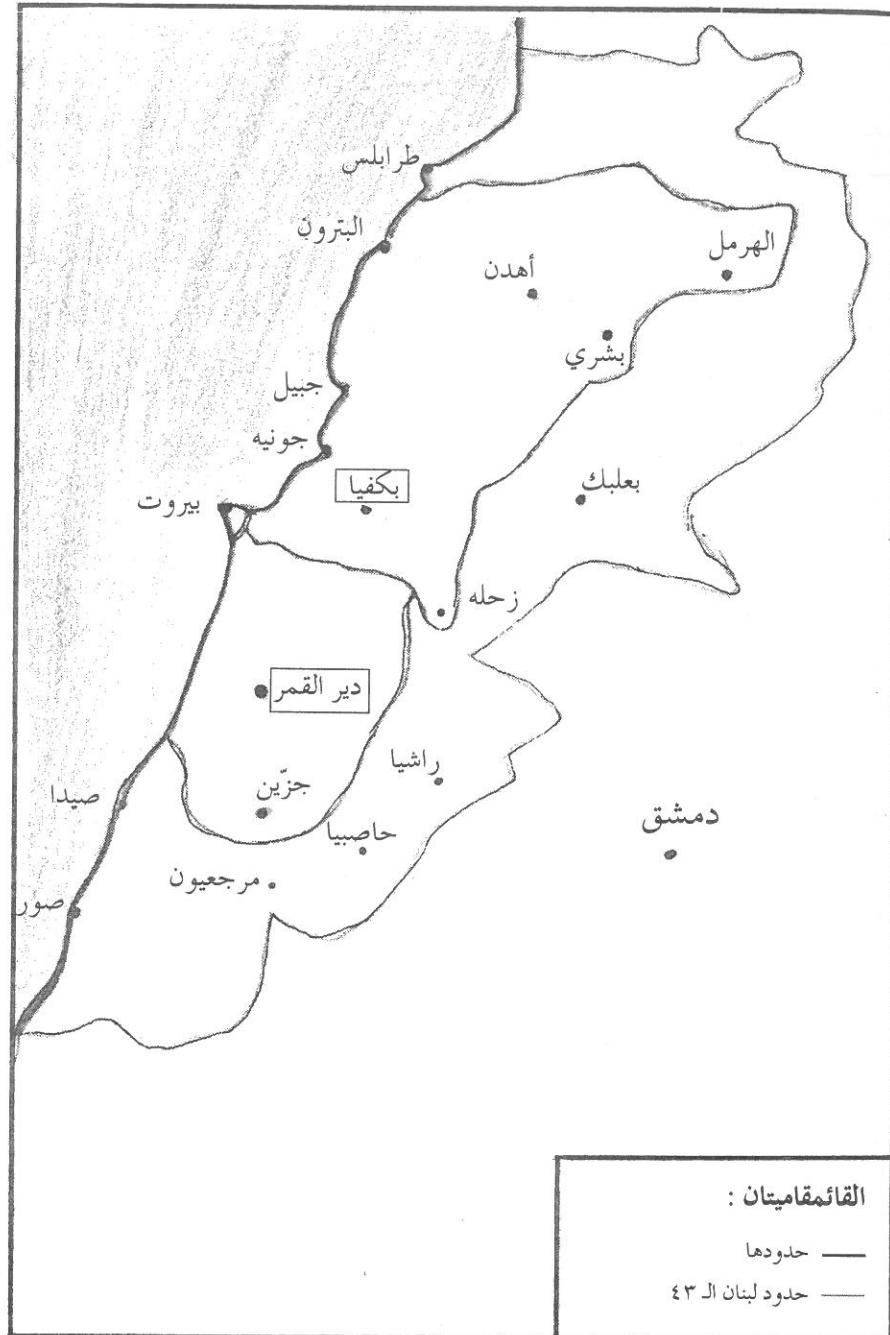 طرابلس
البترون
الهرمل
أهدن
بشري
جبيل
جونيه
بكفيا
بعلبك
بيروت
زحله
دير القمر
راشيا
صيدا
جزّين
دمشق
حاصبيا
مرجعيون
صور
القائمقاميتان :
حدودها
حدود لبنان الـ ٤٣